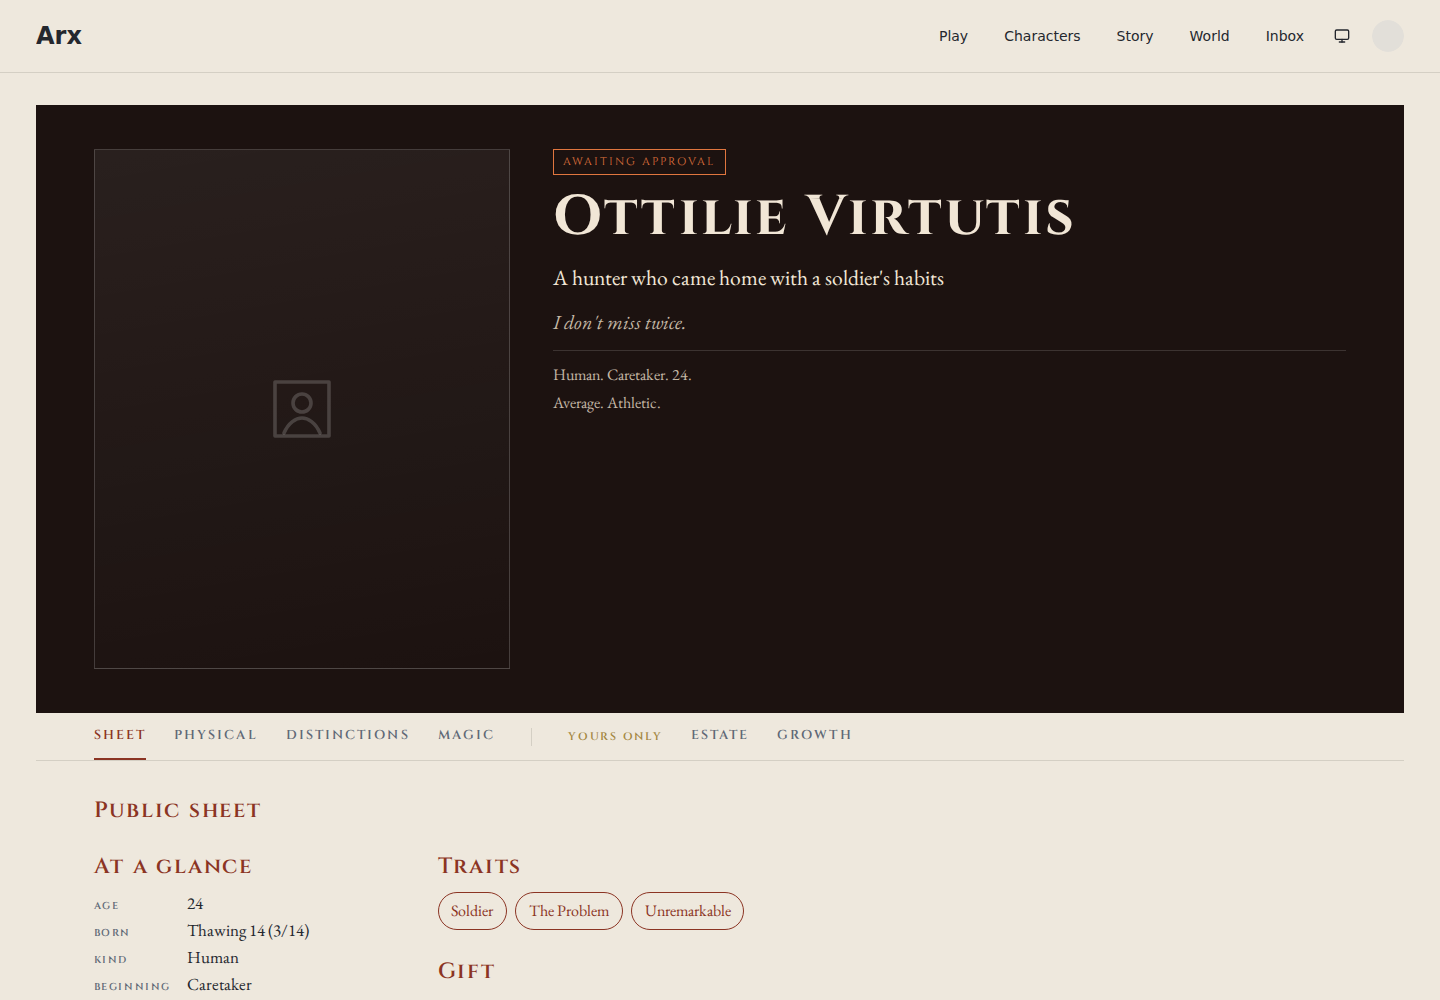 Arx
Play Characters Story World Inbox
AWAITING APPROVAL
Ottilie Virtutis
A hunter who came home with a soldier's habits
I don't miss twice.
Human. Caretaker. 24.
Average. Athletic.
SHEET PHYSICAL DISTINCTIONS MAGIC YOURS ONLY ESTATE GROWTH
Public sheet
At a glance
AGE 24
BORN Thawing 14 (3/14)
KIND Human
BEGINNING Caretaker
Traits
Soldier The Problem Unremarkable
Gift